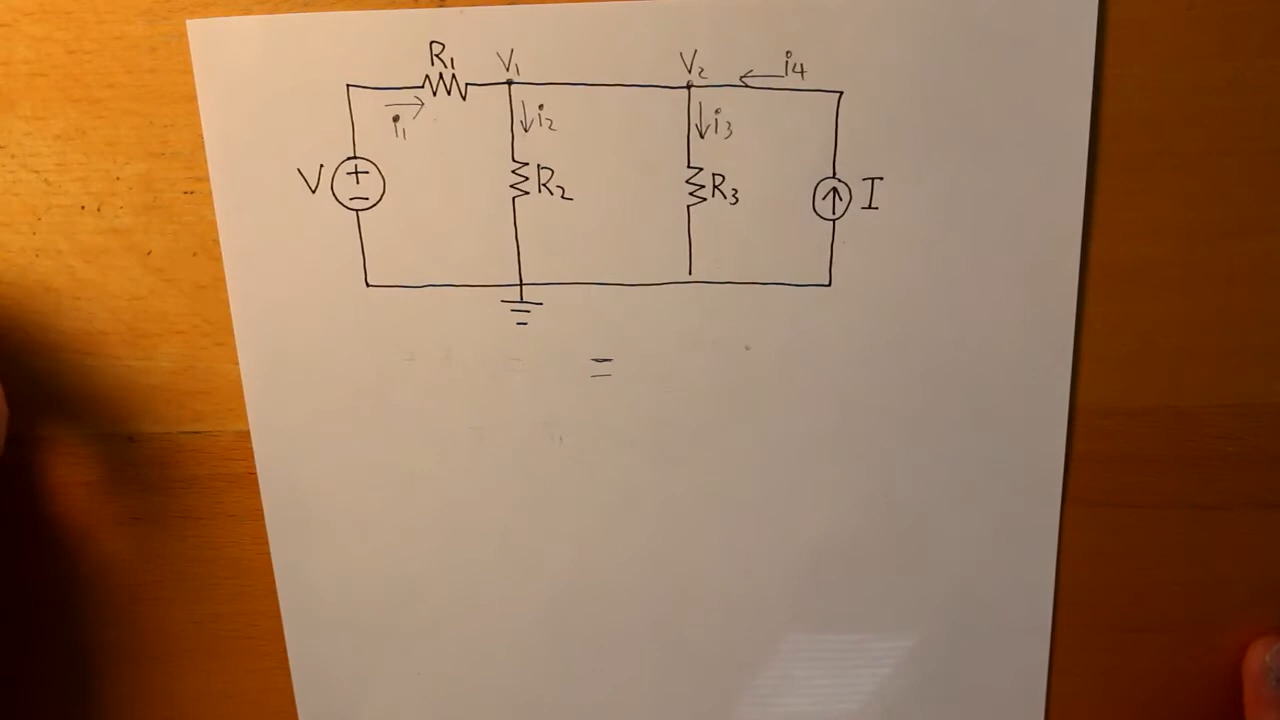 R₁ V₁ V₂ i₄
i₁ i₂ i₃
V + − R₂ R₃ I
=